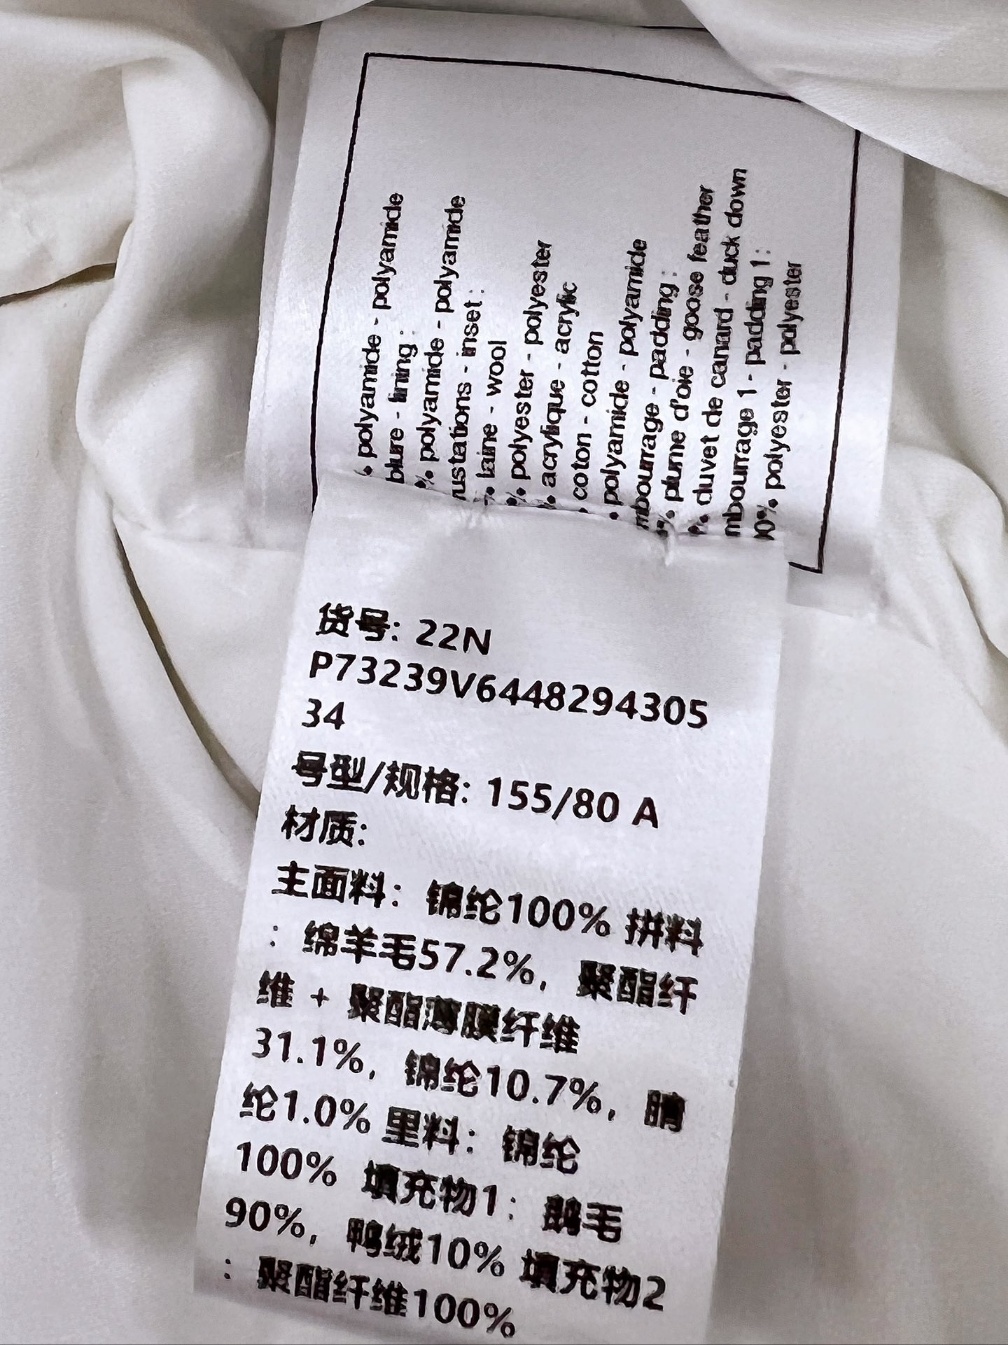 % polyamide - polyamide
blure - lining :
% polyamide - polyamide
rustations - inset :
% laine - wool
% polyester - polyester
% acrylique - acrylic
coton - cotton
polyamide - polyamide
mbourrage - padding :
% plume d'oie - goose feather
% duvet de canard - duck down
mbourrage 1 - padding 1 :
00% polyester - polyester
货号: 22N
P73239V6448294305
34
号型/规格: 155/80 A
材质:
主面料: 锦纶100% 拼料
: 绵羊毛57.2%, 聚酯纤
维 + 聚酯薄膜纤维
31.1%, 锦纶10.7%, 腈
纶1.0% 里料: 锦纶
100% 填充物1: 鹅毛
90%, 鸭绒10% 填充物2
: 聚酯纤维100%